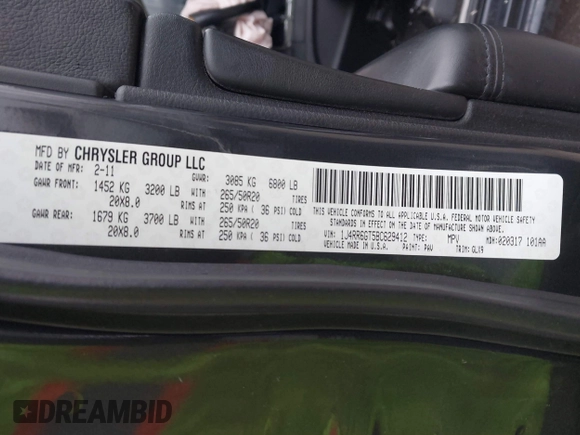 MFD BY CHRYSLER GROUP LLC
DATE OF MFR 2-11 GVWR: 3085 KG 6800 LB
GAWR FRONT: 1452 KG 3200 LB WITH 265/50R20 TIRES
20X8.0 RIMS AT 250 KPA ( 36 PSI) COLD
GAWR REAR: 1679 KG 3700 LB WITH 265/50R20 TIRES
20X8.0 RIMS AT 250 KPA ( 36 PSI) COLD
THIS VEHICLE CONFORMS TO ALL APPLICABLE
U.S.A. FEDERAL MOTOR VEHICLE SAFETY
STANDARDS IN EFFECT ON THE DATE OF
MANUFACTURE SHOWN ABOVE.
VIN: 1J4RR6GT5BC629412 TYPE: MPV MDH: 020317 101AA
PAINT: PAV TRIM: GLX9
DREAMBID